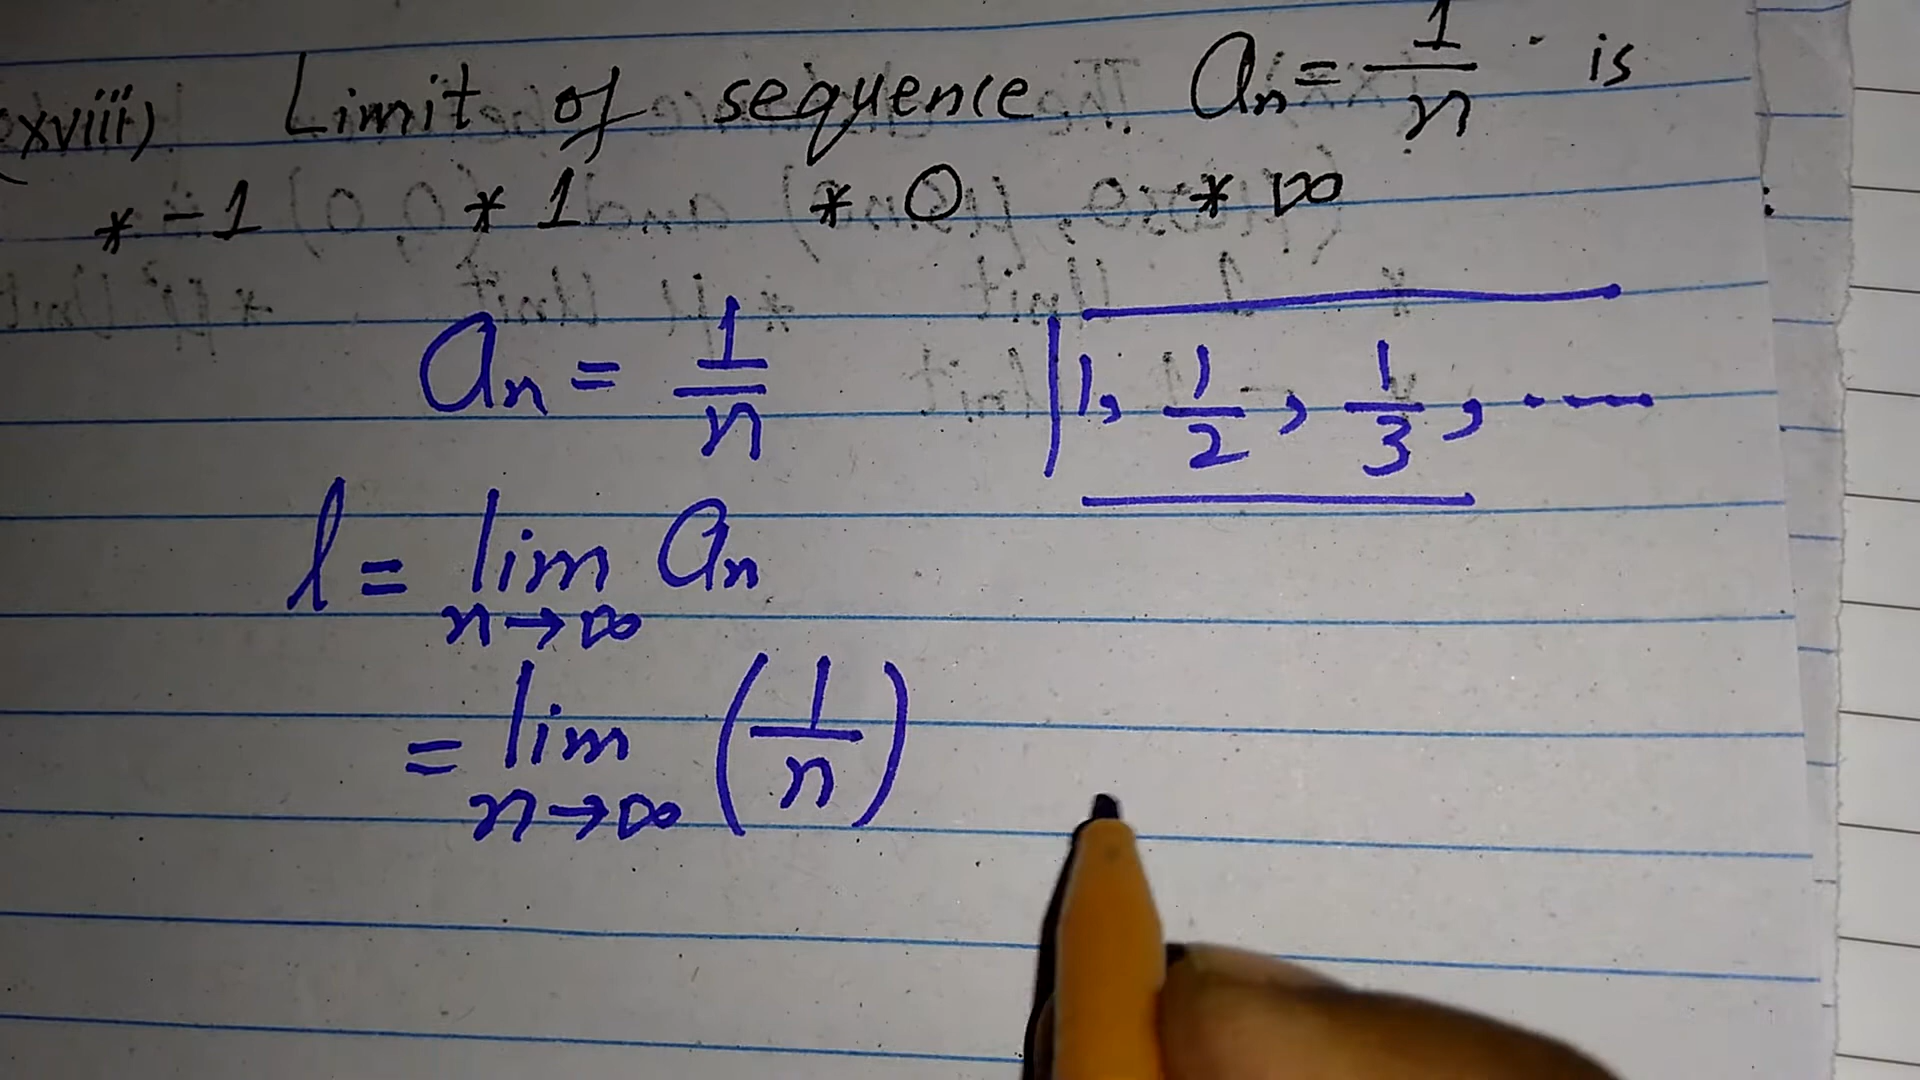 (xviii) Limit of sequence aₙ = 1/n is
* -1 * 1 * 0 * ∞
aₙ = 1/n | 1, 1/2, 1/3, ....
l = lim n→∞ aₙ
= lim n→∞ (1/n)